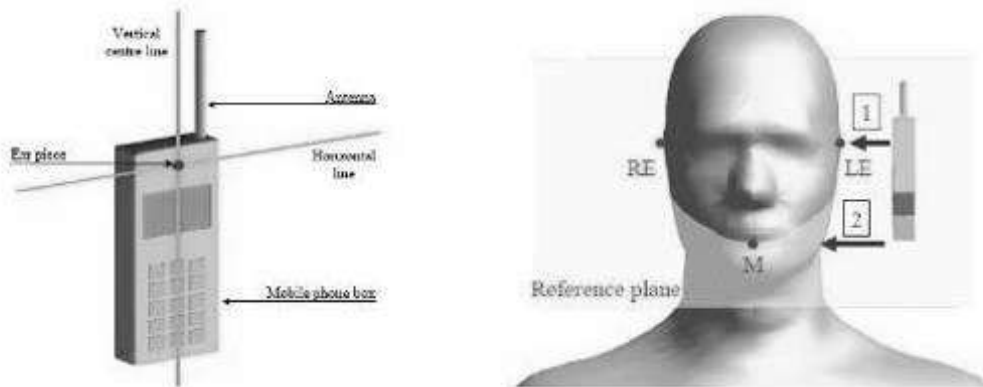 Vertical
centre line
Antenna
Ear piece
Horizontal
line
Mobile phone box
1
RE
LE
2
M
Reference plane